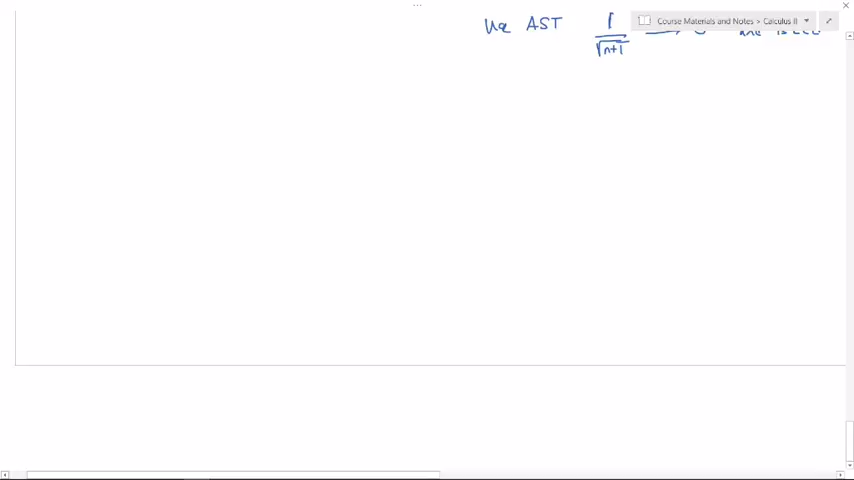 Course Materials and Notes > Calculus II
Use AST 1/√n+1